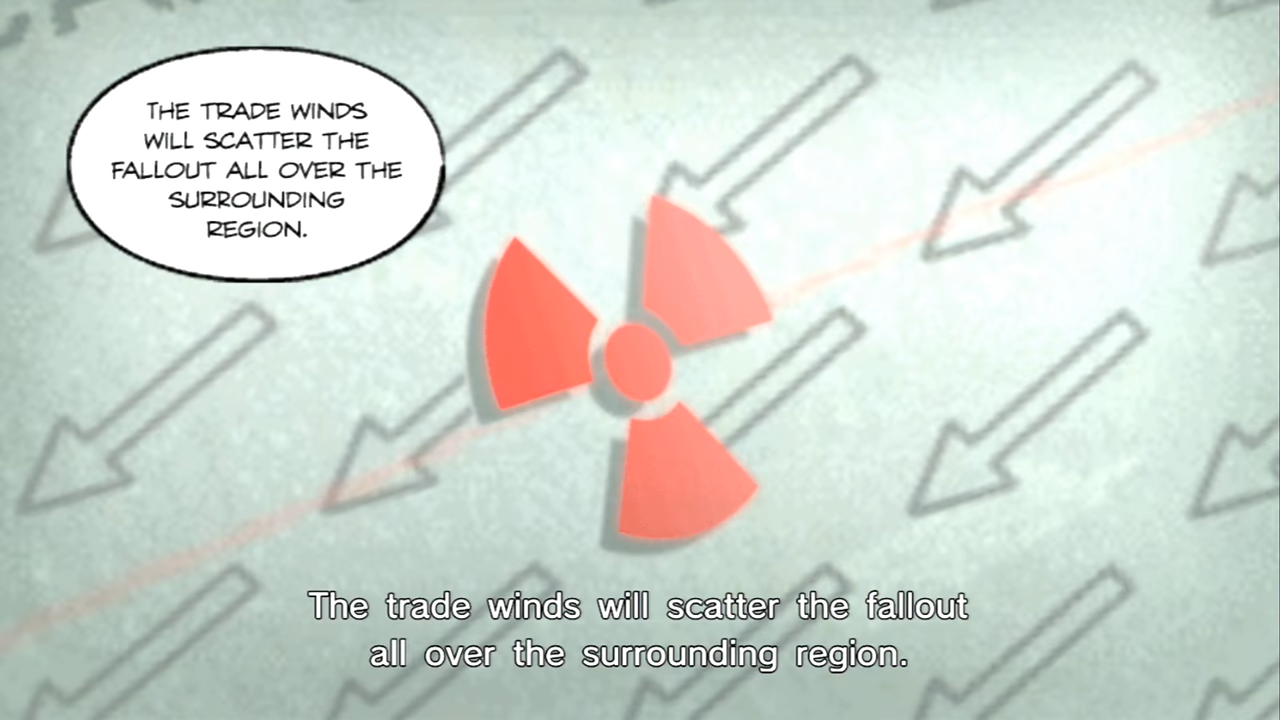 THE TRADE WINDS
WILL SCATTER THE
FALLOUT ALL OVER THE
SURROUNDING
REGION.
The trade winds will scatter the fallout
all over the surrounding region.